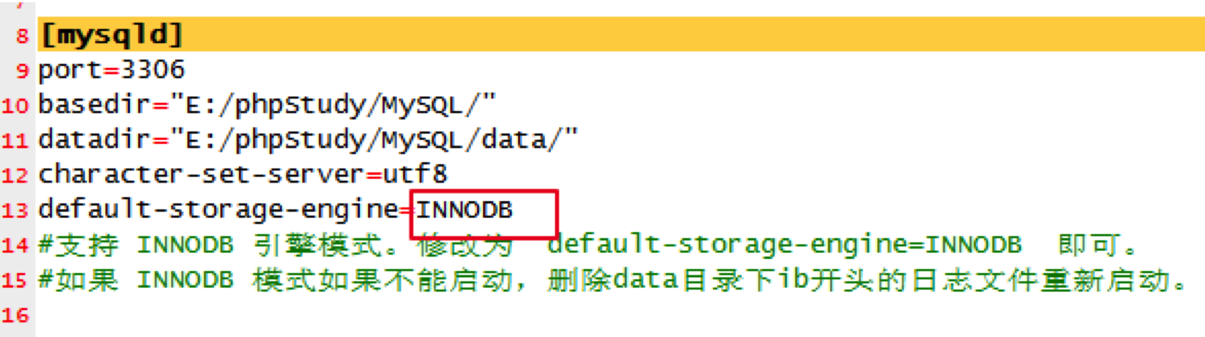 8 [mysqld]
9 port=3306
10 basedir="E:/phpStudy/MySQL/"
11 datadir="E:/phpStudy/MySQL/data/"
12 character-set-server=utf8
13 default-storage-engine=INNODB
14 #支持 INNODB 引擎模式。修改为 default-storage-engine=INNODB 即可。
15 #如果 INNODB 模式如果不能启动，删除data目录下ib开头的日志文件重新启动。
16